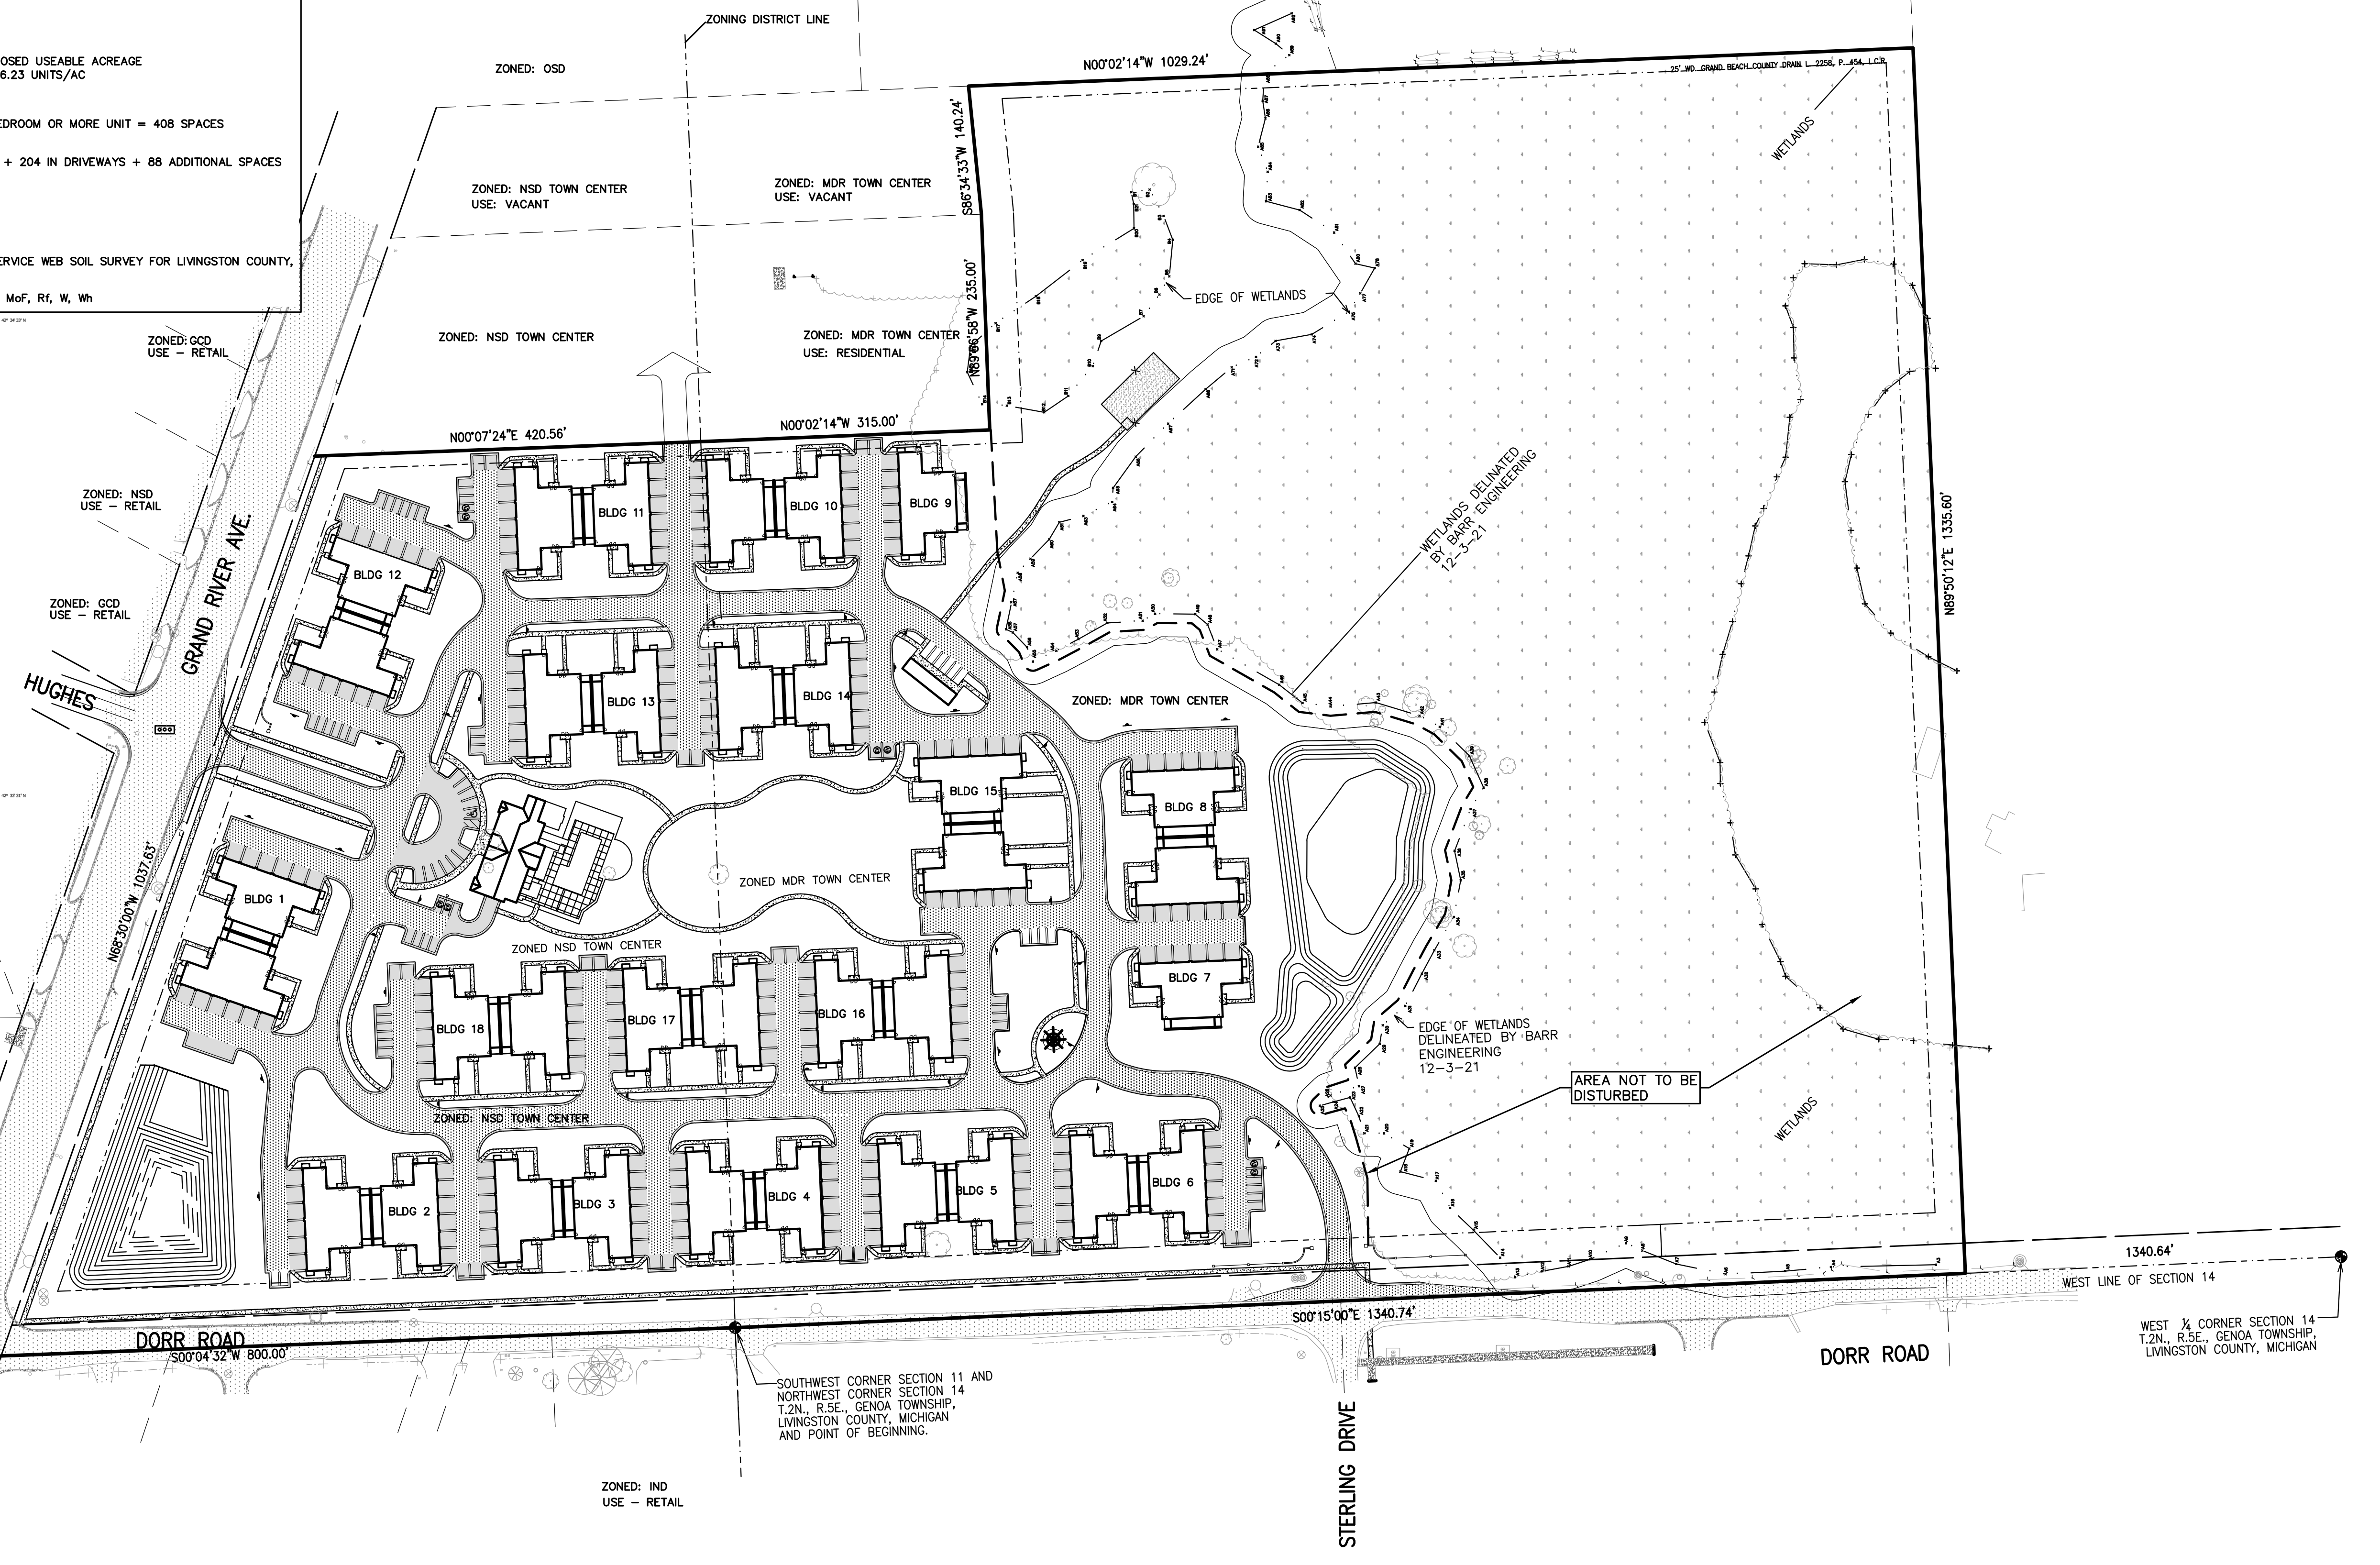 OSED USEABLE ACREAGE
6.23 UNITS/AC
EDROOM OR MORE UNIT = 408 SPACES
+ 204 IN DRIVEWAYS + 88 ADDITIONAL SPACES
ERVICE WEB SOIL SURVEY FOR LIVINGSTON COUNTY,
MoF, Rf, W, Wh
ZONING DISTRICT LINE
ZONED: OSD
N00°02'14"W 1029.24'
25' WD. GRAND BEACH COUNTY DRAIN L. 2258, P. 454, L.C.R.
WETLANDS
S86°34'33"W 140.24'
ZONED: NSD TOWN CENTER
USE: VACANT
ZONED: MDR TOWN CENTER
USE: VACANT
EDGE OF WETLANDS
ZONED: NSD TOWN CENTER
ZONED: MDR TOWN CENTER
USE: RESIDENTIAL
ZONED: GCD
USE – RETAIL
N00°07'24"E 420.56'
N00°02'14"W 315.00'
ZONED: NSD
USE – RETAIL
GRAND RIVER AVE.
WETLANDS DELINATED
BY BARR ENGINEERING
12-3-21
N89°50'12"E 1335.60'
BLDG 11
BLDG 10
BLDG 9
BLDG 12
ZONED: GCD
USE – RETAIL
HUGHES
BLDG 13
BLDG 14
ZONED: MDR TOWN CENTER
BLDG 15
BLDG 8
N68°30'00"W 1037.63'
BLDG 1
ZONED MDR TOWN CENTER
ZONED NSD TOWN CENTER
BLDG 7
BLDG 18
BLDG 17
BLDG 16
EDGE OF WETLANDS
DELINEATED BY BARR
ENGINEERING
12-3-21
AREA NOT TO BE
DISTURBED
WETLANDS
ZONED: NSD TOWN CENTER
BLDG 2
BLDG 3
BLDG 4
BLDG 5
BLDG 6
1340.64'
WEST LINE OF SECTION 14
S00°15'00"E 1340.74'
DORR ROAD
S00°04'32"W 800.00'
WEST ¼ CORNER SECTION 14
T.2N., R.5E., GENOA TOWNSHIP,
LIVINGSTON COUNTY, MICHIGAN
DORR ROAD
SOUTHWEST CORNER SECTION 11 AND
NORTHWEST CORNER SECTION 14
T.2N., R.5E., GENOA TOWNSHIP,
LIVINGSTON COUNTY, MICHIGAN
AND POINT OF BEGINNING.
STERLING DRIVE
ZONED: IND
USE – RETAIL